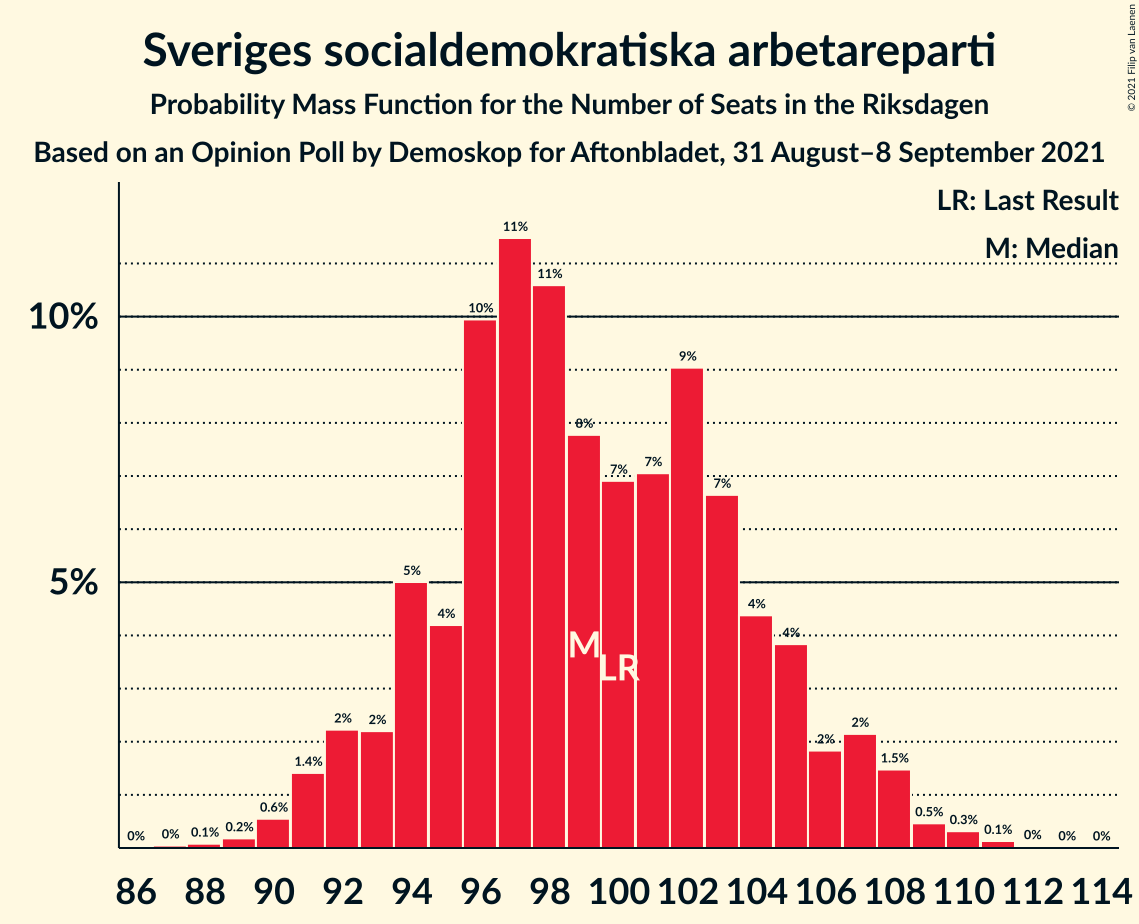 Sveriges socialdemokratiska arbetareparti
Probability Mass Function for the Number of Seats in the Riksdagen
Based on an Opinion Poll by Demoskop for Aftonbladet, 31 August–8 September 2021
© 2021 Filip van Laenen
LR: Last Result
M: Median
10%
5%
0% 0% 0.1% 0.2% 0.6% 1.4% 2% 2% 5% 4% 10% 11% 11% 8% 7% 7% 9% 7% 4% 4% 2% 2% 1.5% 0.5% 0.3% 0.1% 0% 0% 0%
M
LR
86 88 90 92 94 96 98 100 102 104 106 108 110 112 114